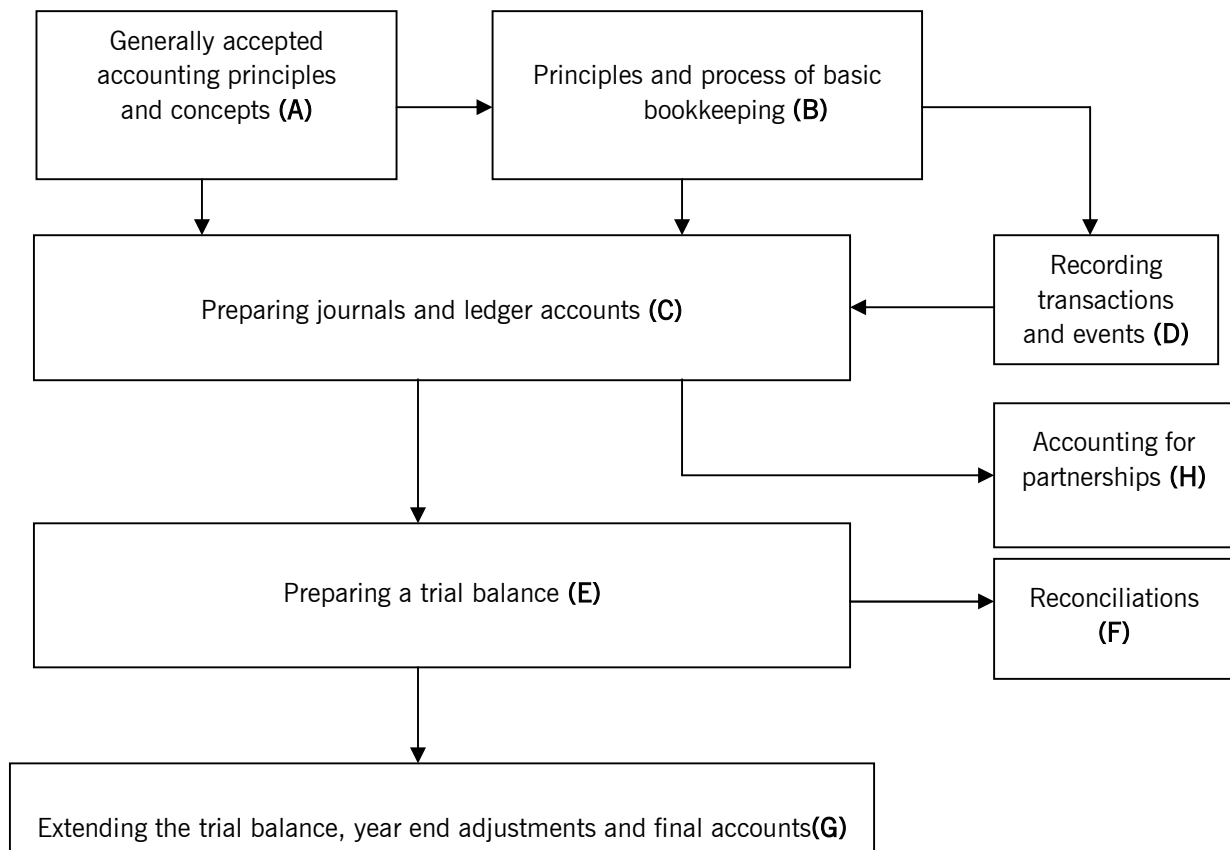 Generally accepted
accounting principles
and concepts (A)
Principles and process of basic
bookkeeping (B)
Preparing journals and ledger accounts (C)
Recording
transactions
and events (D)
Accounting for
partnerships (H)
Preparing a trial balance (E)
Reconciliations
(F)
Extending the trial balance, year end adjustments and final accounts(G)